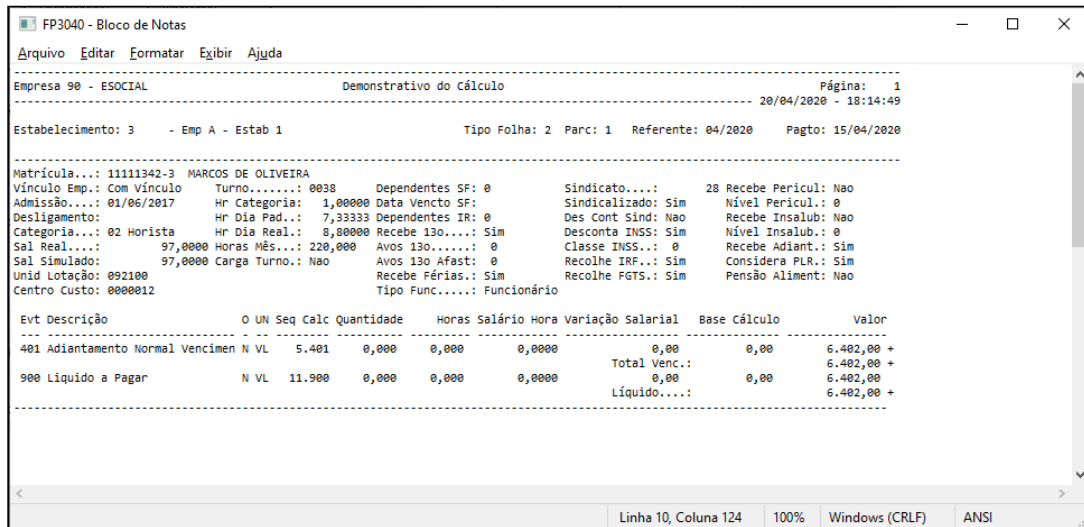 FP3040 - Bloco de Notas
Arquivo Editar Formatar Exibir Ajuda
Empresa 90 - ESOCIAL Demonstrativo do Cálculo Página: 1
20/04/2020 - 18:14:49
Estabelecimento: 3 - Emp A - Estab 1 Tipo Folha: 2 Parc: 1 Referente: 04/2020 Pagto: 15/04/2020
Matrícula...: 11111342-3 MARCOS DE OLIVEIRA
Vínculo Emp.: Com Vínculo Turno.......: 0038 Dependentes SF: 0 Sindicato....: 28 Recebe Pericul: Nao
Admissão....: 01/06/2017 Hr Categoria: 1,00000 Data Vencto SF: Sindicalizado: Sim Nível Pericul.: 0
Desligamento: Hr Dia Pad..: 7,33333 Dependentes IR: 0 Des Cont Sind: Nao Recebe Insalub: Nao
Categoria...: 02 Horista Hr Dia Real.: 8,80000 Recebe 13o....: Sim Desconta INSS: Sim Nível Insalub.: 0
Sal Real....: 97,0000 Horas Mês...: 220,000 Avos 13o......: 0 Classe INSS..: 0 Recebe Adiant.: Sim
Sal Simulado: 97,0000 Carga Turno.: Nao Avos 13o Afast: 0 Recolhe IRF..: Sim Considera PLR.: Sim
Unid Lotação: 092100 Recebe Férias.: Sim Recolhe FGTS.: Sim Pensão Aliment: Nao
Centro Custo: 0000012 Tipo Func.....: Funcionário
Evt Descrição O UN Seq Calc Quantidade Horas Salário Hora Variação Salarial Base Cálculo Valor
401 Adiantamento Normal Vencimen N VL 5.401 0,000 0,000 0,0000 0,00 0,00 6.402,00 +
Total Venc.: 6.402,00 +
900 Liquido a Pagar N VL 11.900 0,000 0,000 0,0000 0,00 0,00 6.402,00
Líquido....: 6.402,00 +
Linha 10, Coluna 124 100% Windows (CRLF) ANSI